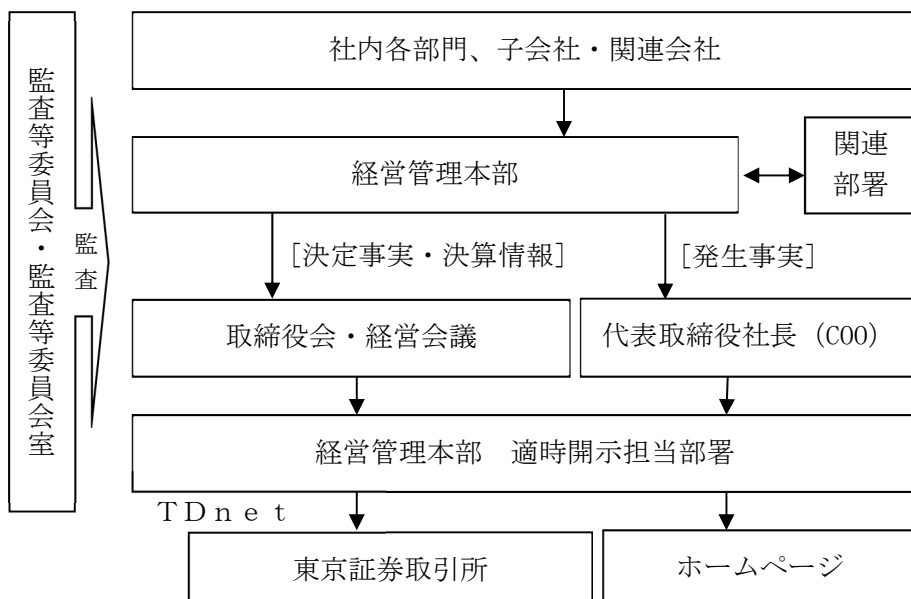 社内各部門、子会社・関連会社
監査等委員会・監査等委員会室
監査
経営管理本部
関連
部署
[決定事実・決算情報]
[発生事実]
取締役会・経営会議
代表取締役社長（COO）
経営管理本部　適時開示担当部署
ＴＤｎｅｔ
東京証券取引所
ホームページ